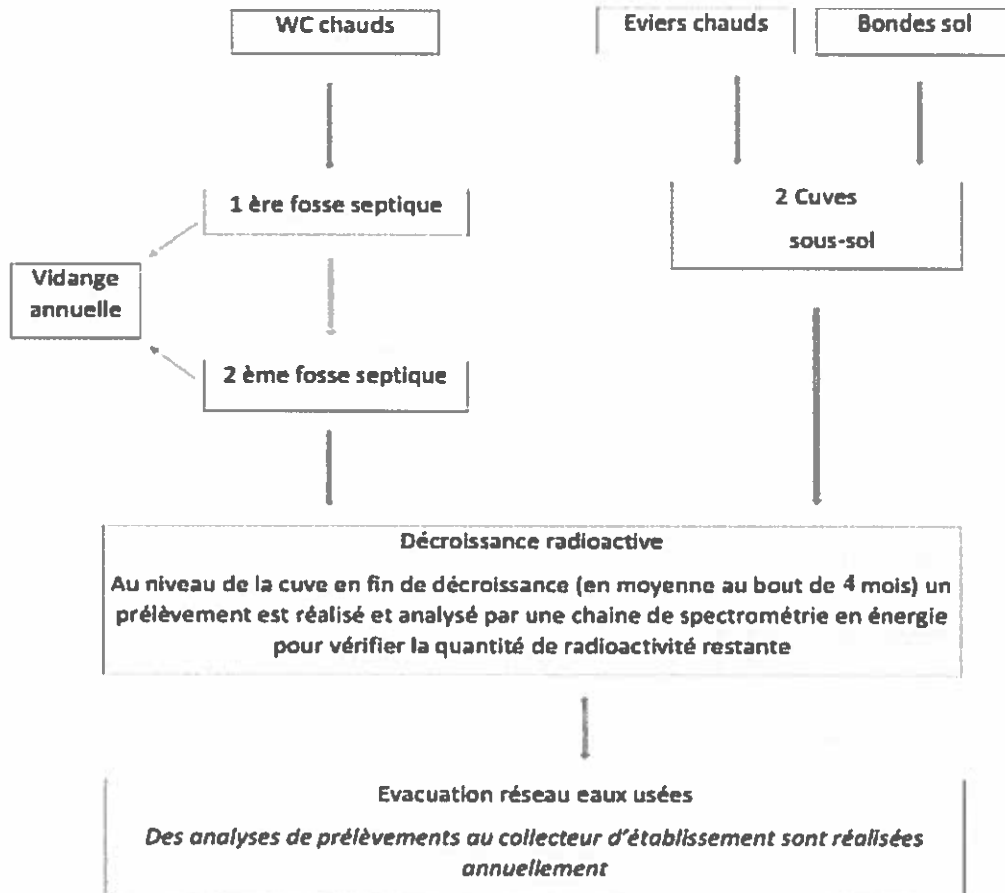 WC chauds
Eviers chauds
Bondes sol
1 ère fosse septique
2 Cuves
sous-sol
Vidange
annuelle
2 ème fosse septique
Décroissance radioactive
Au niveau de la cuve en fin de décroissance (en moyenne au bout de 4 mois) un
prélèvement est réalisé et analysé par une chaine de spectrométrie en énergie
pour vérifier la quantité de radioactivité restante
Evacuation réseau eaux usées
Des analyses de prélèvements au collecteur d'établissement sont réalisées
annuellement